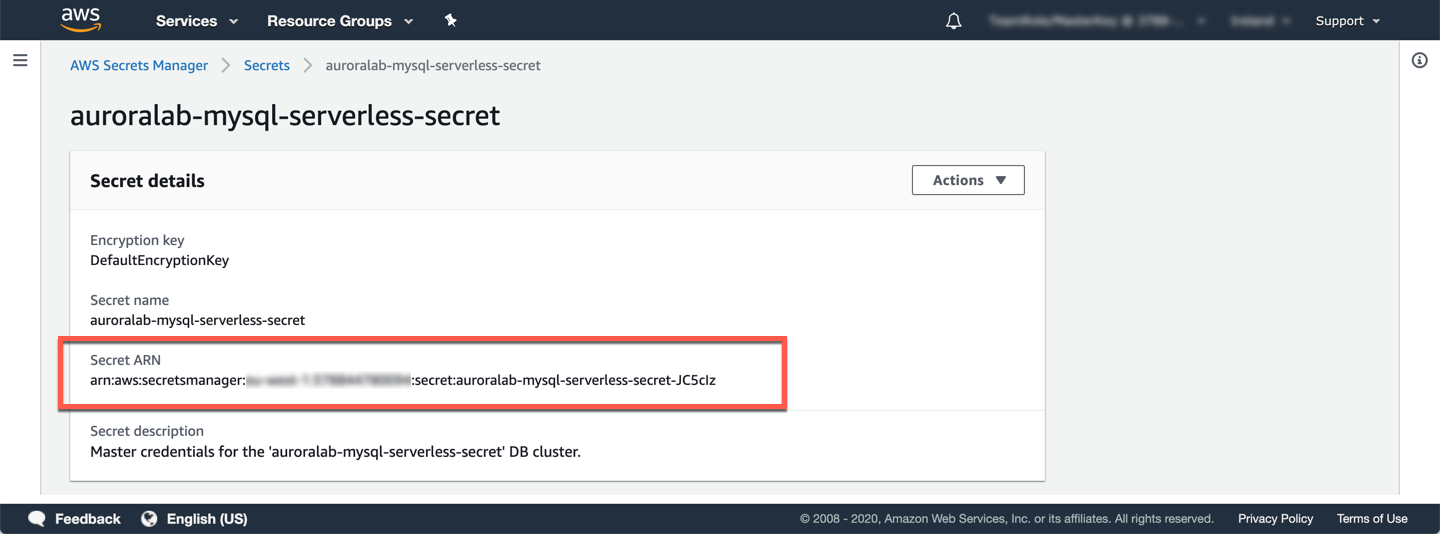 aws Services Resource Groups Support
AWS Secrets Manager Secrets auroralab-mysql-serverless-secret
auroralab-mysql-serverless-secret
Secret details Actions
Encryption key
DefaultEncryptionKey
Secret name
auroralab-mysql-serverless-secret
Secret ARN
arn:aws:secretsmanager: :secret:auroralab-mysql-serverless-secret-JC5cIz
Secret description
Master credentials for the 'auroralab-mysql-serverless-secret' DB cluster.
Feedback English (US) © 2008 - 2020, Amazon Web Services, Inc. or its affiliates. All rights reserved. Privacy Policy Terms of Use